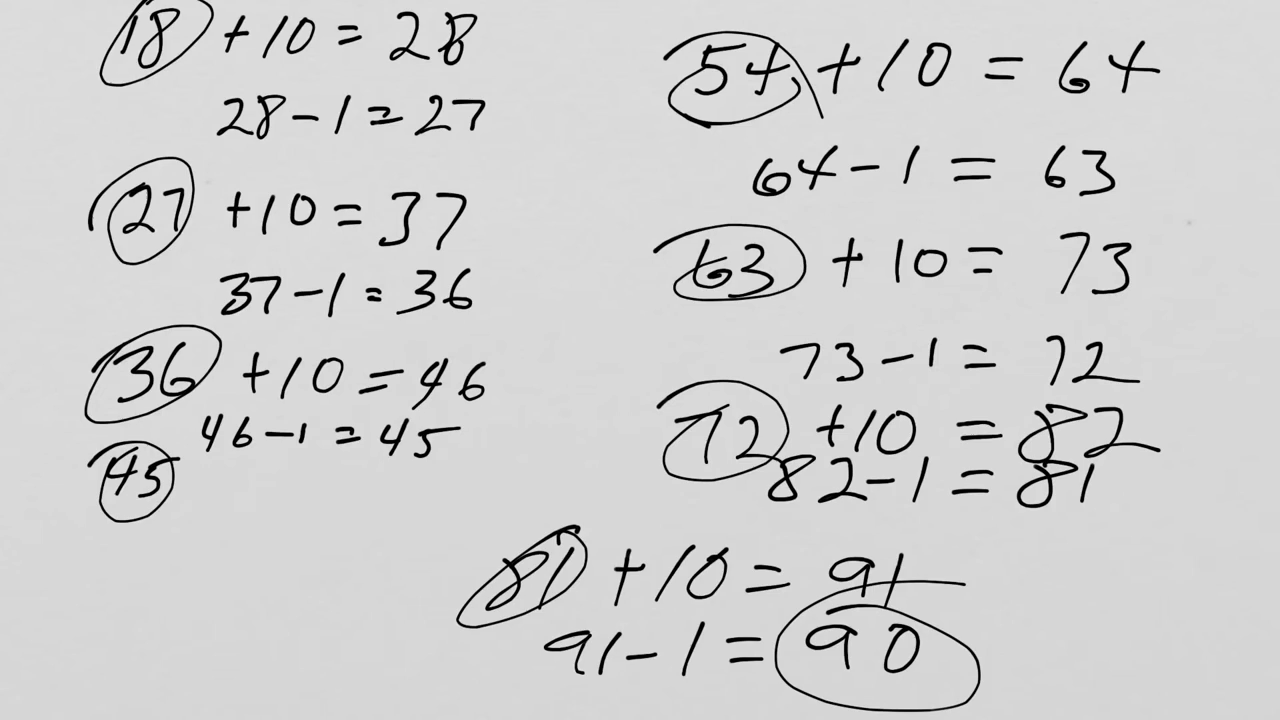 18 +10 = 28
28-1=27
27 +10=37
37-1=36
36 +10=46
46-1=45
45
54 +10 = 64
64-1 = 63
63 +10= 73
73-1= 72
72 +10 =82
82-1 =81
81 +10= 91
91-1= 90